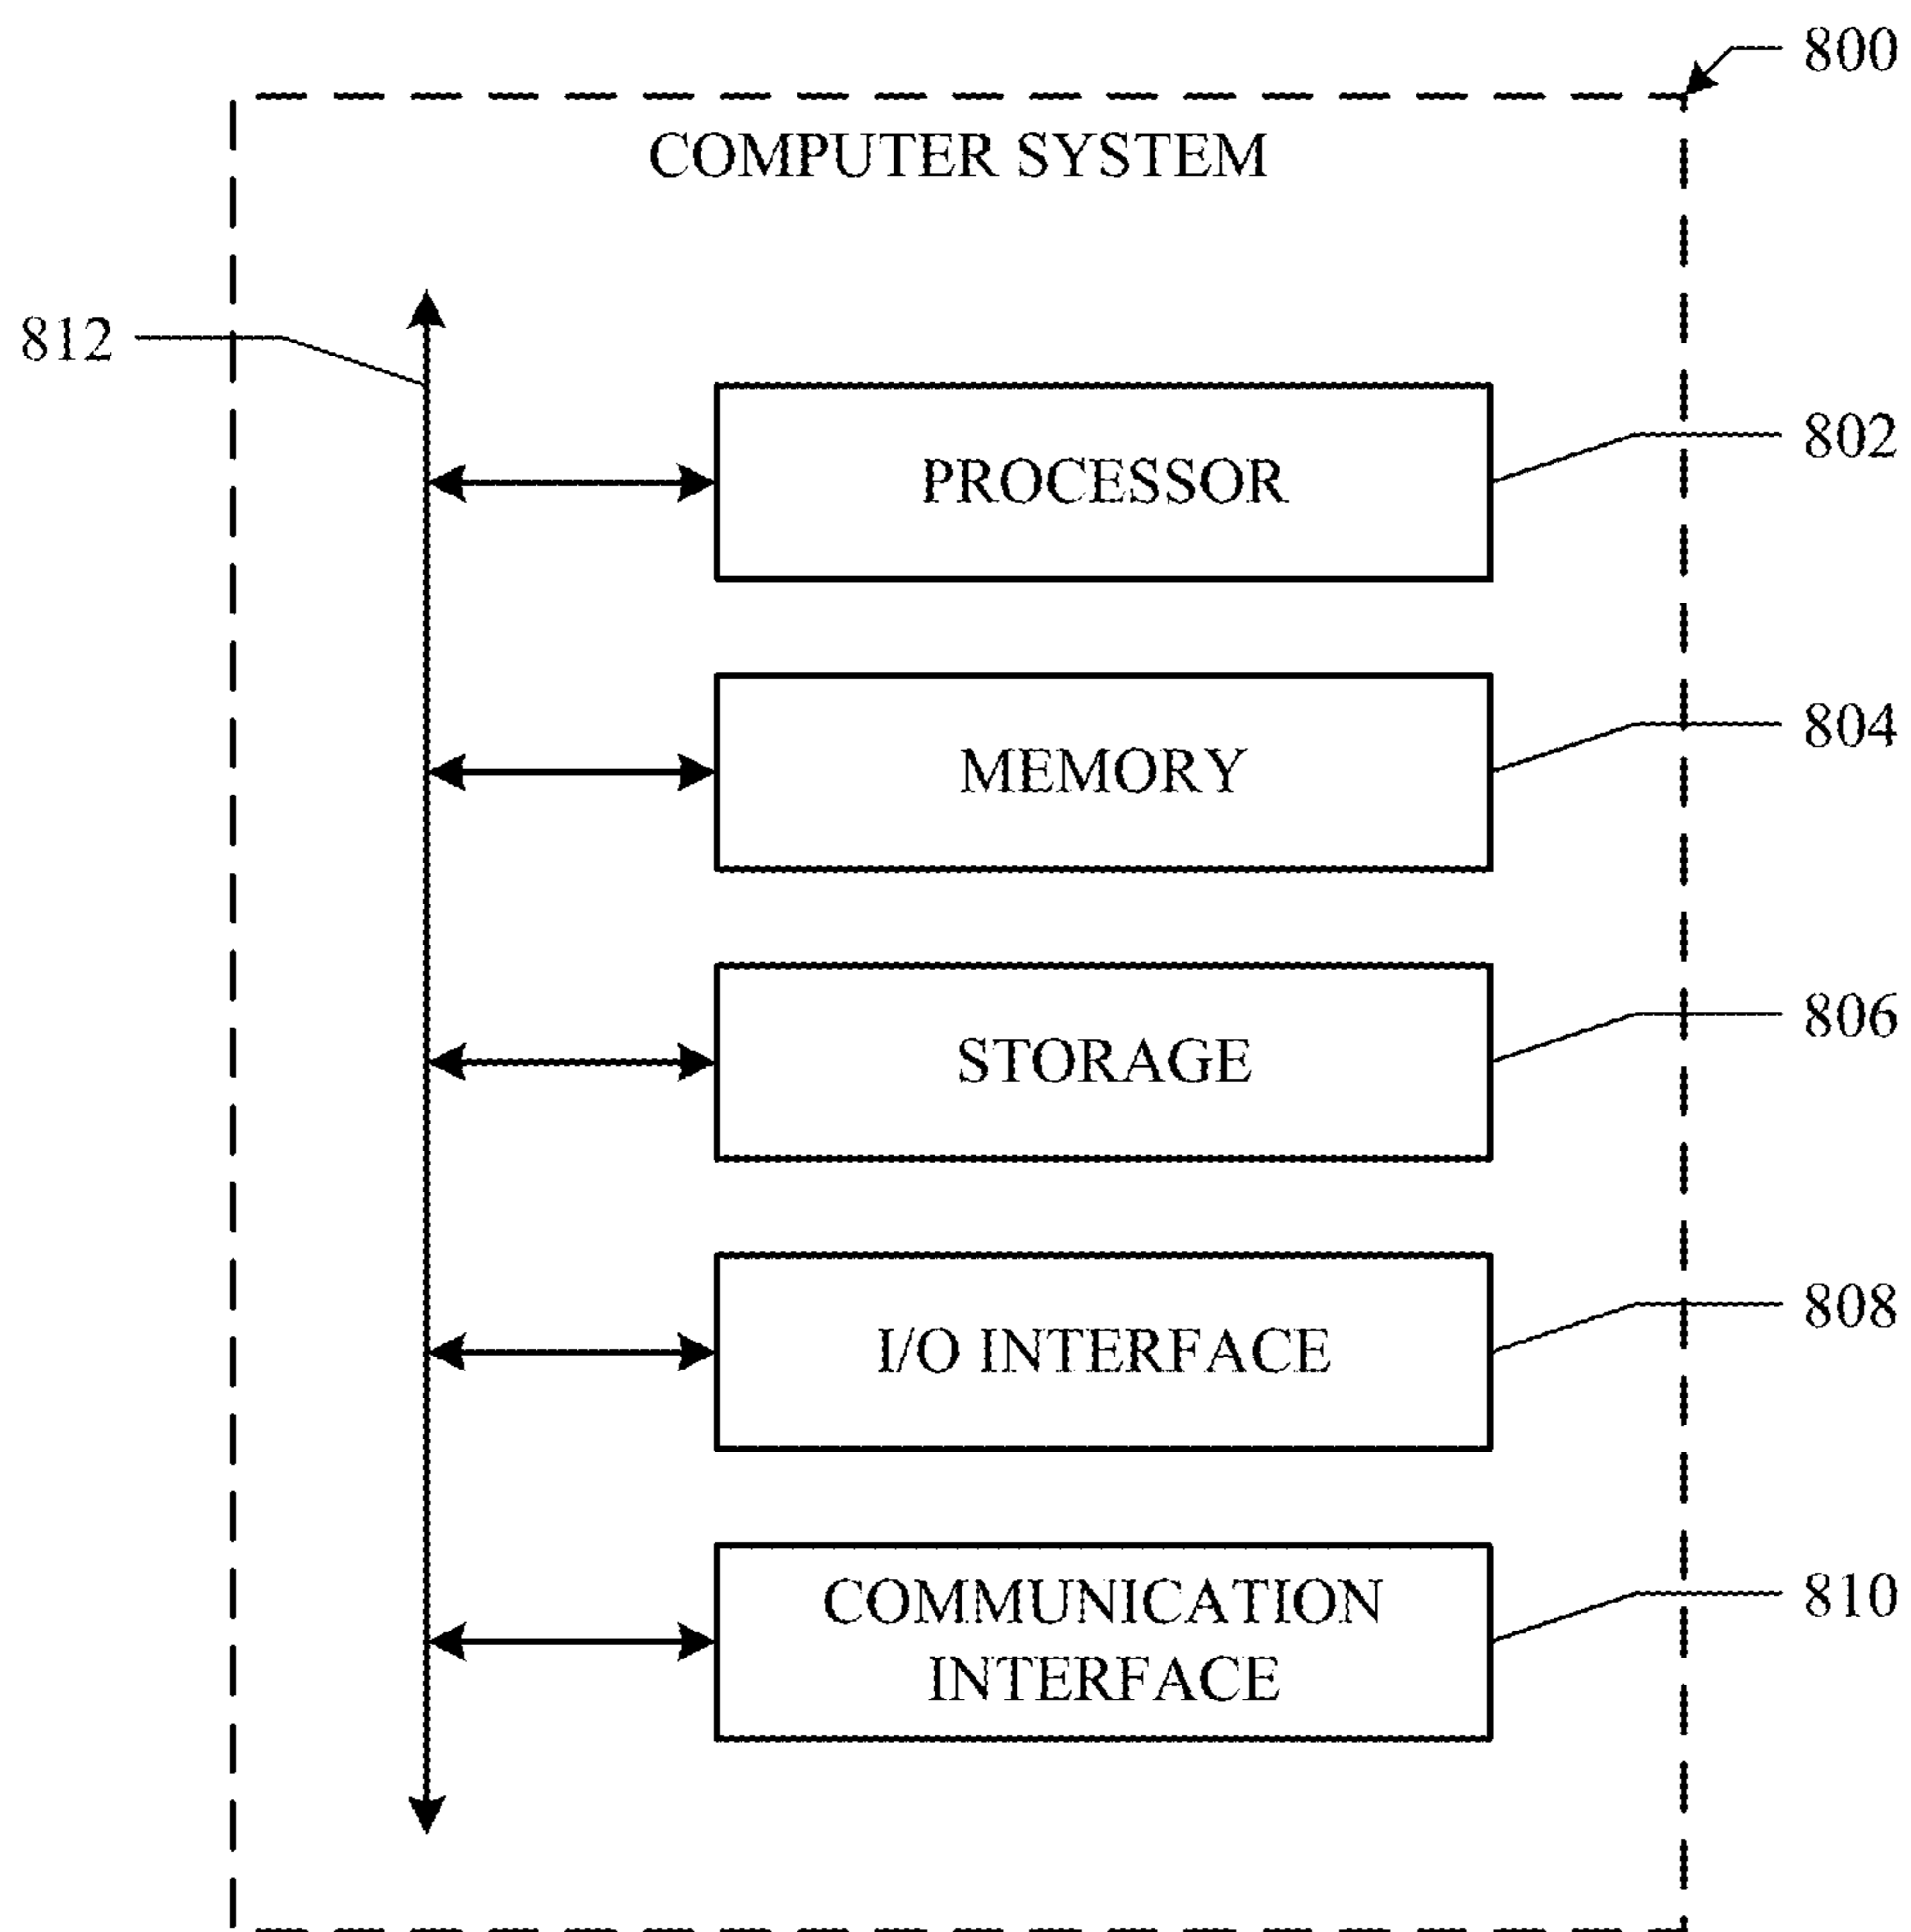 800
COMPUTER SYSTEM
812
802
PROCESSOR
804
MEMORY
806
STORAGE
808
I/O INTERFACE
810
COMMUNICATION
INTERFACE